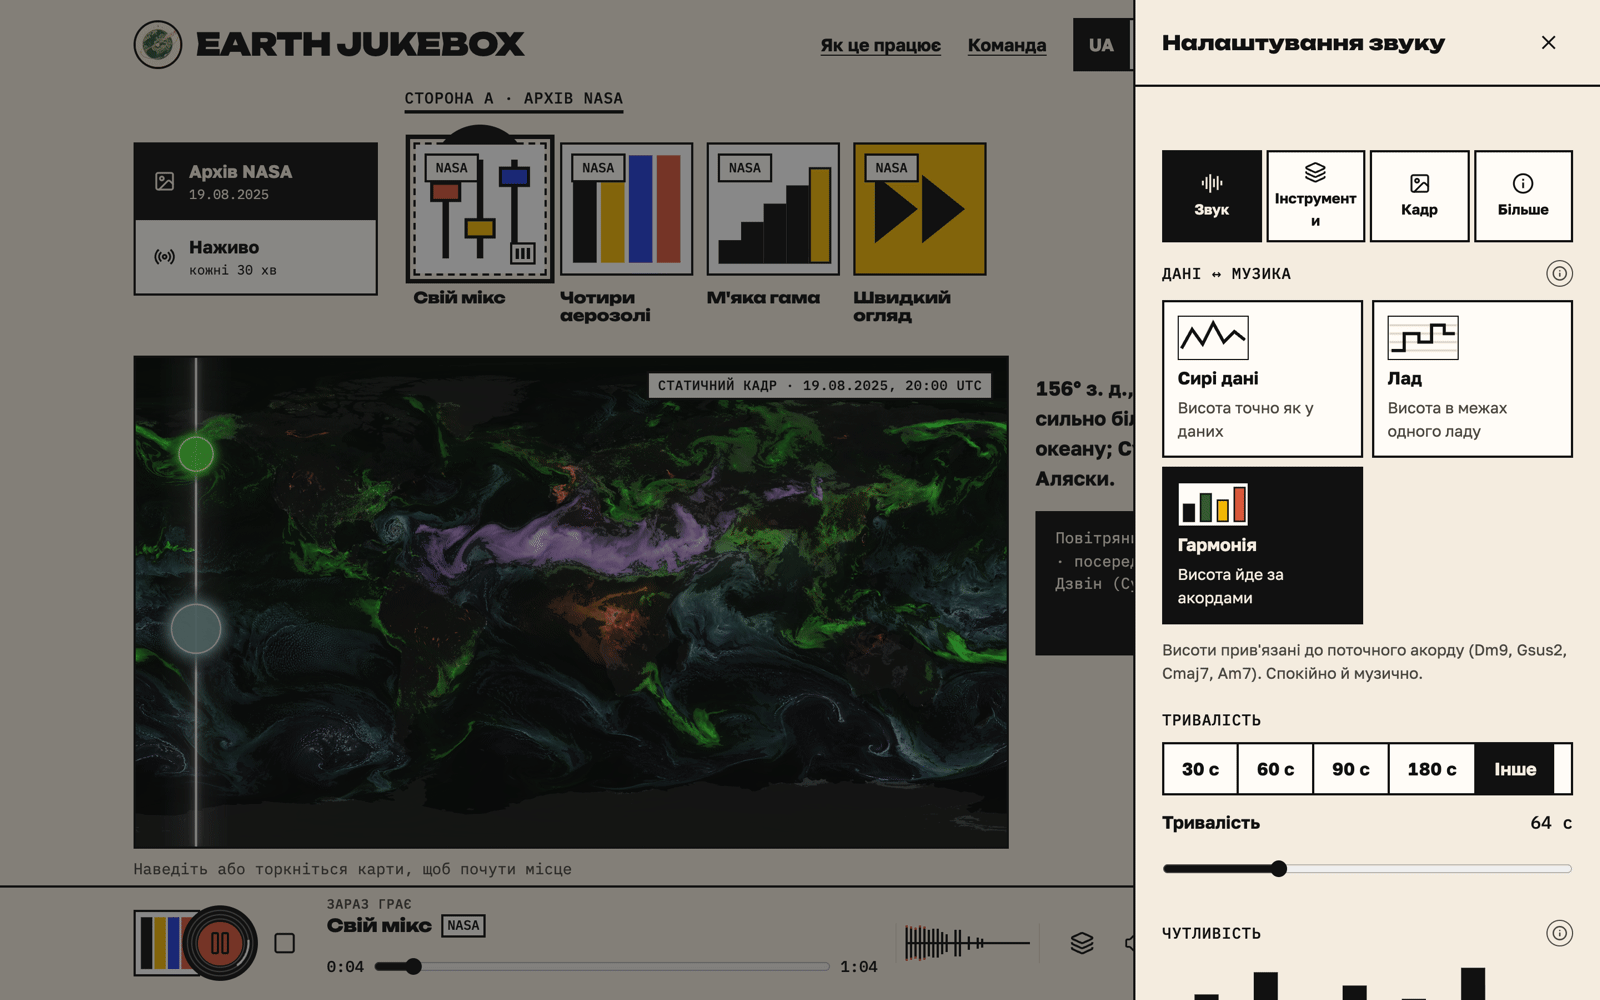 EARTH JUKEBOX
Як це працює
Команда
UA
СТОРОНА A · АРХІВ NASA
Архів NASA
19.08.2025
Наживо
кожні 30 хв
NASA
Свій мікс
NASA
Чотири
аерозолі
NASA
М'яка гама
NASA
Швидкий
огляд
СТАТИЧНИЙ КАДР · 19.08.2025, 20:00 UTC
156° з. д.,
сильно
океану;
Аляски.
· 
Дзвін
Наведіть або торкніться карти, щоб почути місце
ЗАРАЗ ГРАЄ
Свій мікс
NASA
0:04
1:04
Налаштування звуку
Звук
Інструмент
и
Кадр
Більше
ДАНІ ↔ МУЗИКА
Сирі дані
Висота точно як у
даних
Лад
Висота в межах
одного ладу
Гармонія
Висота йде за
акордами
Висоти прив'язані до поточного акорду (Dm9, Gsus2,
Cmaj7, Am7). Спокійно й музично.
ТРИВАЛІСТЬ
30 с
60 с
90 с
180 с
Інше
Тривалість
64 с
ЧУТЛИВІСТЬ